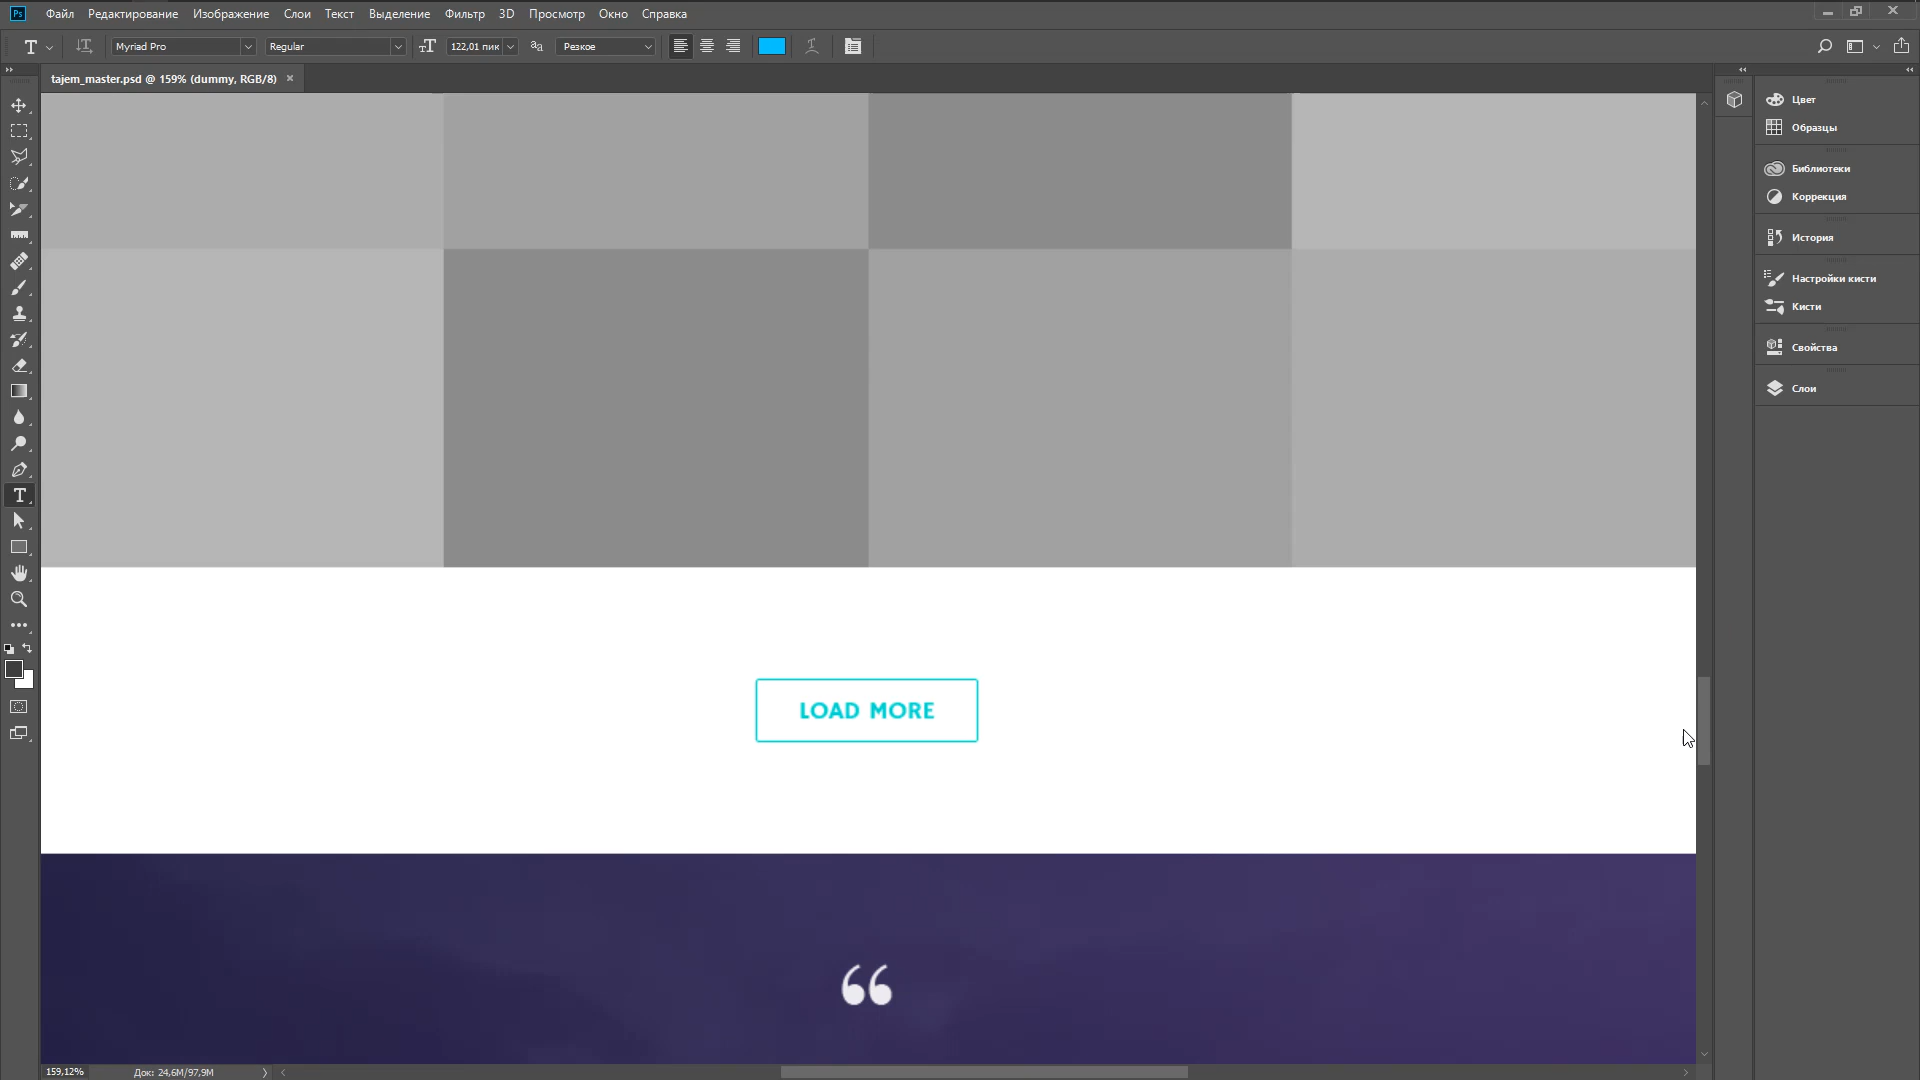 Ps Файл Редактирование Изображение Слои Текст Выделение Фильтр 3D Просмотр Окно Справка
T Myriad Pro Regular 122,01 пик Резкое
tajem_master.psd @ 159% (dummy, RGB/8) ×
Цвет
Образцы
Библиотеки
Коррекция
История
Настройки кисти
Кисти
Свойства
Слои
LOAD MORE
“
159,12% Док: 24,6M/97,9M